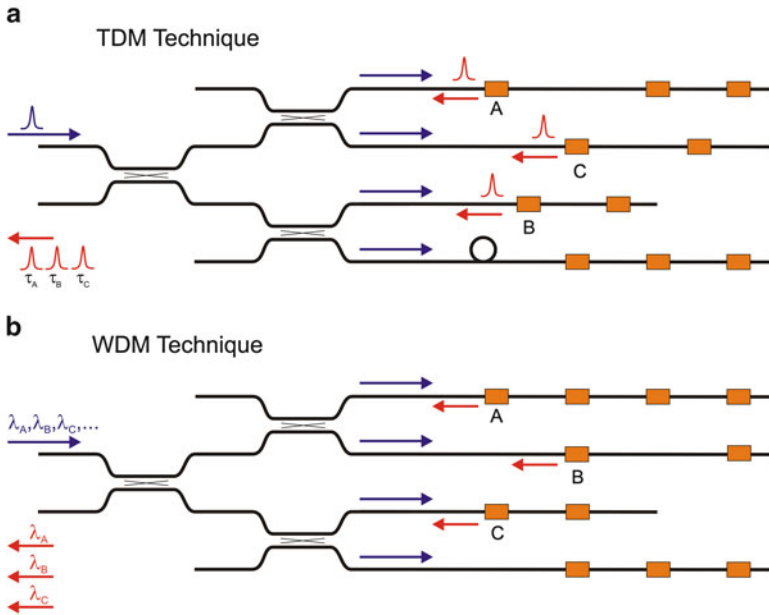 a
TDM Technique
A
C
B
τA τB τC
b
WDM Technique
λA,λB,λC,...
A
B
C
λA
λB
λC